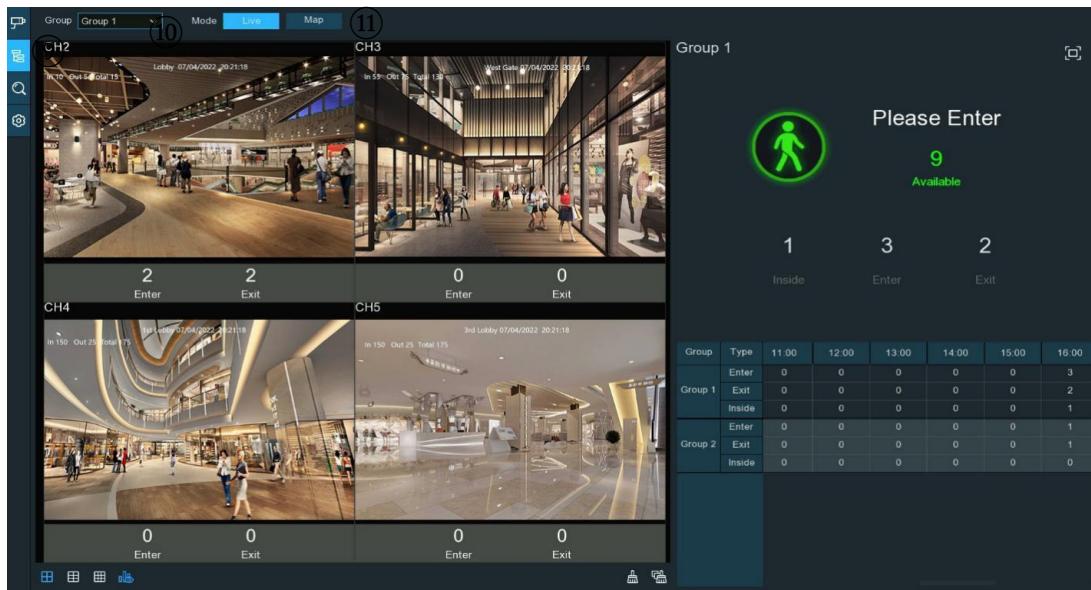 Group Group 1 ⑩ Mode Live Map ⑪
CH2
Lobby 07/04/2022 20:21:18
In 10 Out 5 Total 15
CH3
West Gate 07/04/2022 20:21:18
In 55 Out 75 Total 130
2 2
Enter Exit
0 0
Enter Exit
CH4
1st Lobby 07/04/2022 20:21:18
In 150 Out 25 Total 175
CH5
3rd Lobby 07/04/2022 20:21:18
In 150 Out 25 Total 175
0 0
Enter Exit
0 0
Enter Exit
Group 1
Please Enter
9
Available
1 3 2
Inside Enter Exit
Group Type 11:00 12:00 13:00 14:00 15:00 16:00
Group 1
Enter 0 0 0 0 0 3
Exit 0 0 0 0 0 2
Inside 0 0 0 0 0 1
Group 2
Enter 0 0 0 0 0 1
Exit 0 0 0 0 0 1
Inside 0 0 0 0 0 0